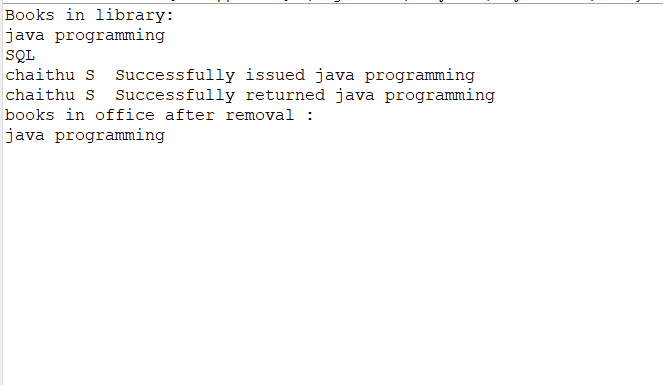 Books in library:
java programming
SQL
chaithu S  Successfully issued java programming
chaithu S  Successfully returned java programming
books in office after removal :
java programming